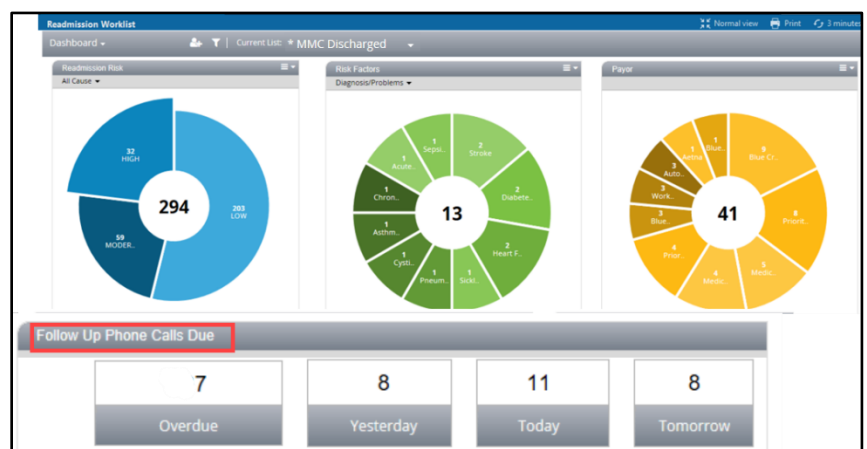 Readmission Worklist
Normal view Print 3 minutes
Dashboard Current List: * MMC Discharged
Readmission Risk
All Cause
32
HIGH
203
LOW
59
MODER..
294
Risk Factors
Diagnosis/Problems
2
Stroke
2
Diabete..
2
Heart F..
1
Sickl..
1
Pneum..
1
Cysti..
1
Asthm..
1
Chron..
1
Acute..
1
Sepsi..
13
Payor
9
Blue Cr..
8
Priorit..
5
Medic..
4
Medic..
4
Prior..
3
Blue..
3
Work..
3
Auto..
1
Aetna
1
Blue..
41
Follow Up Phone Calls Due
7 8 11 8
Overdue Yesterday Today Tomorrow